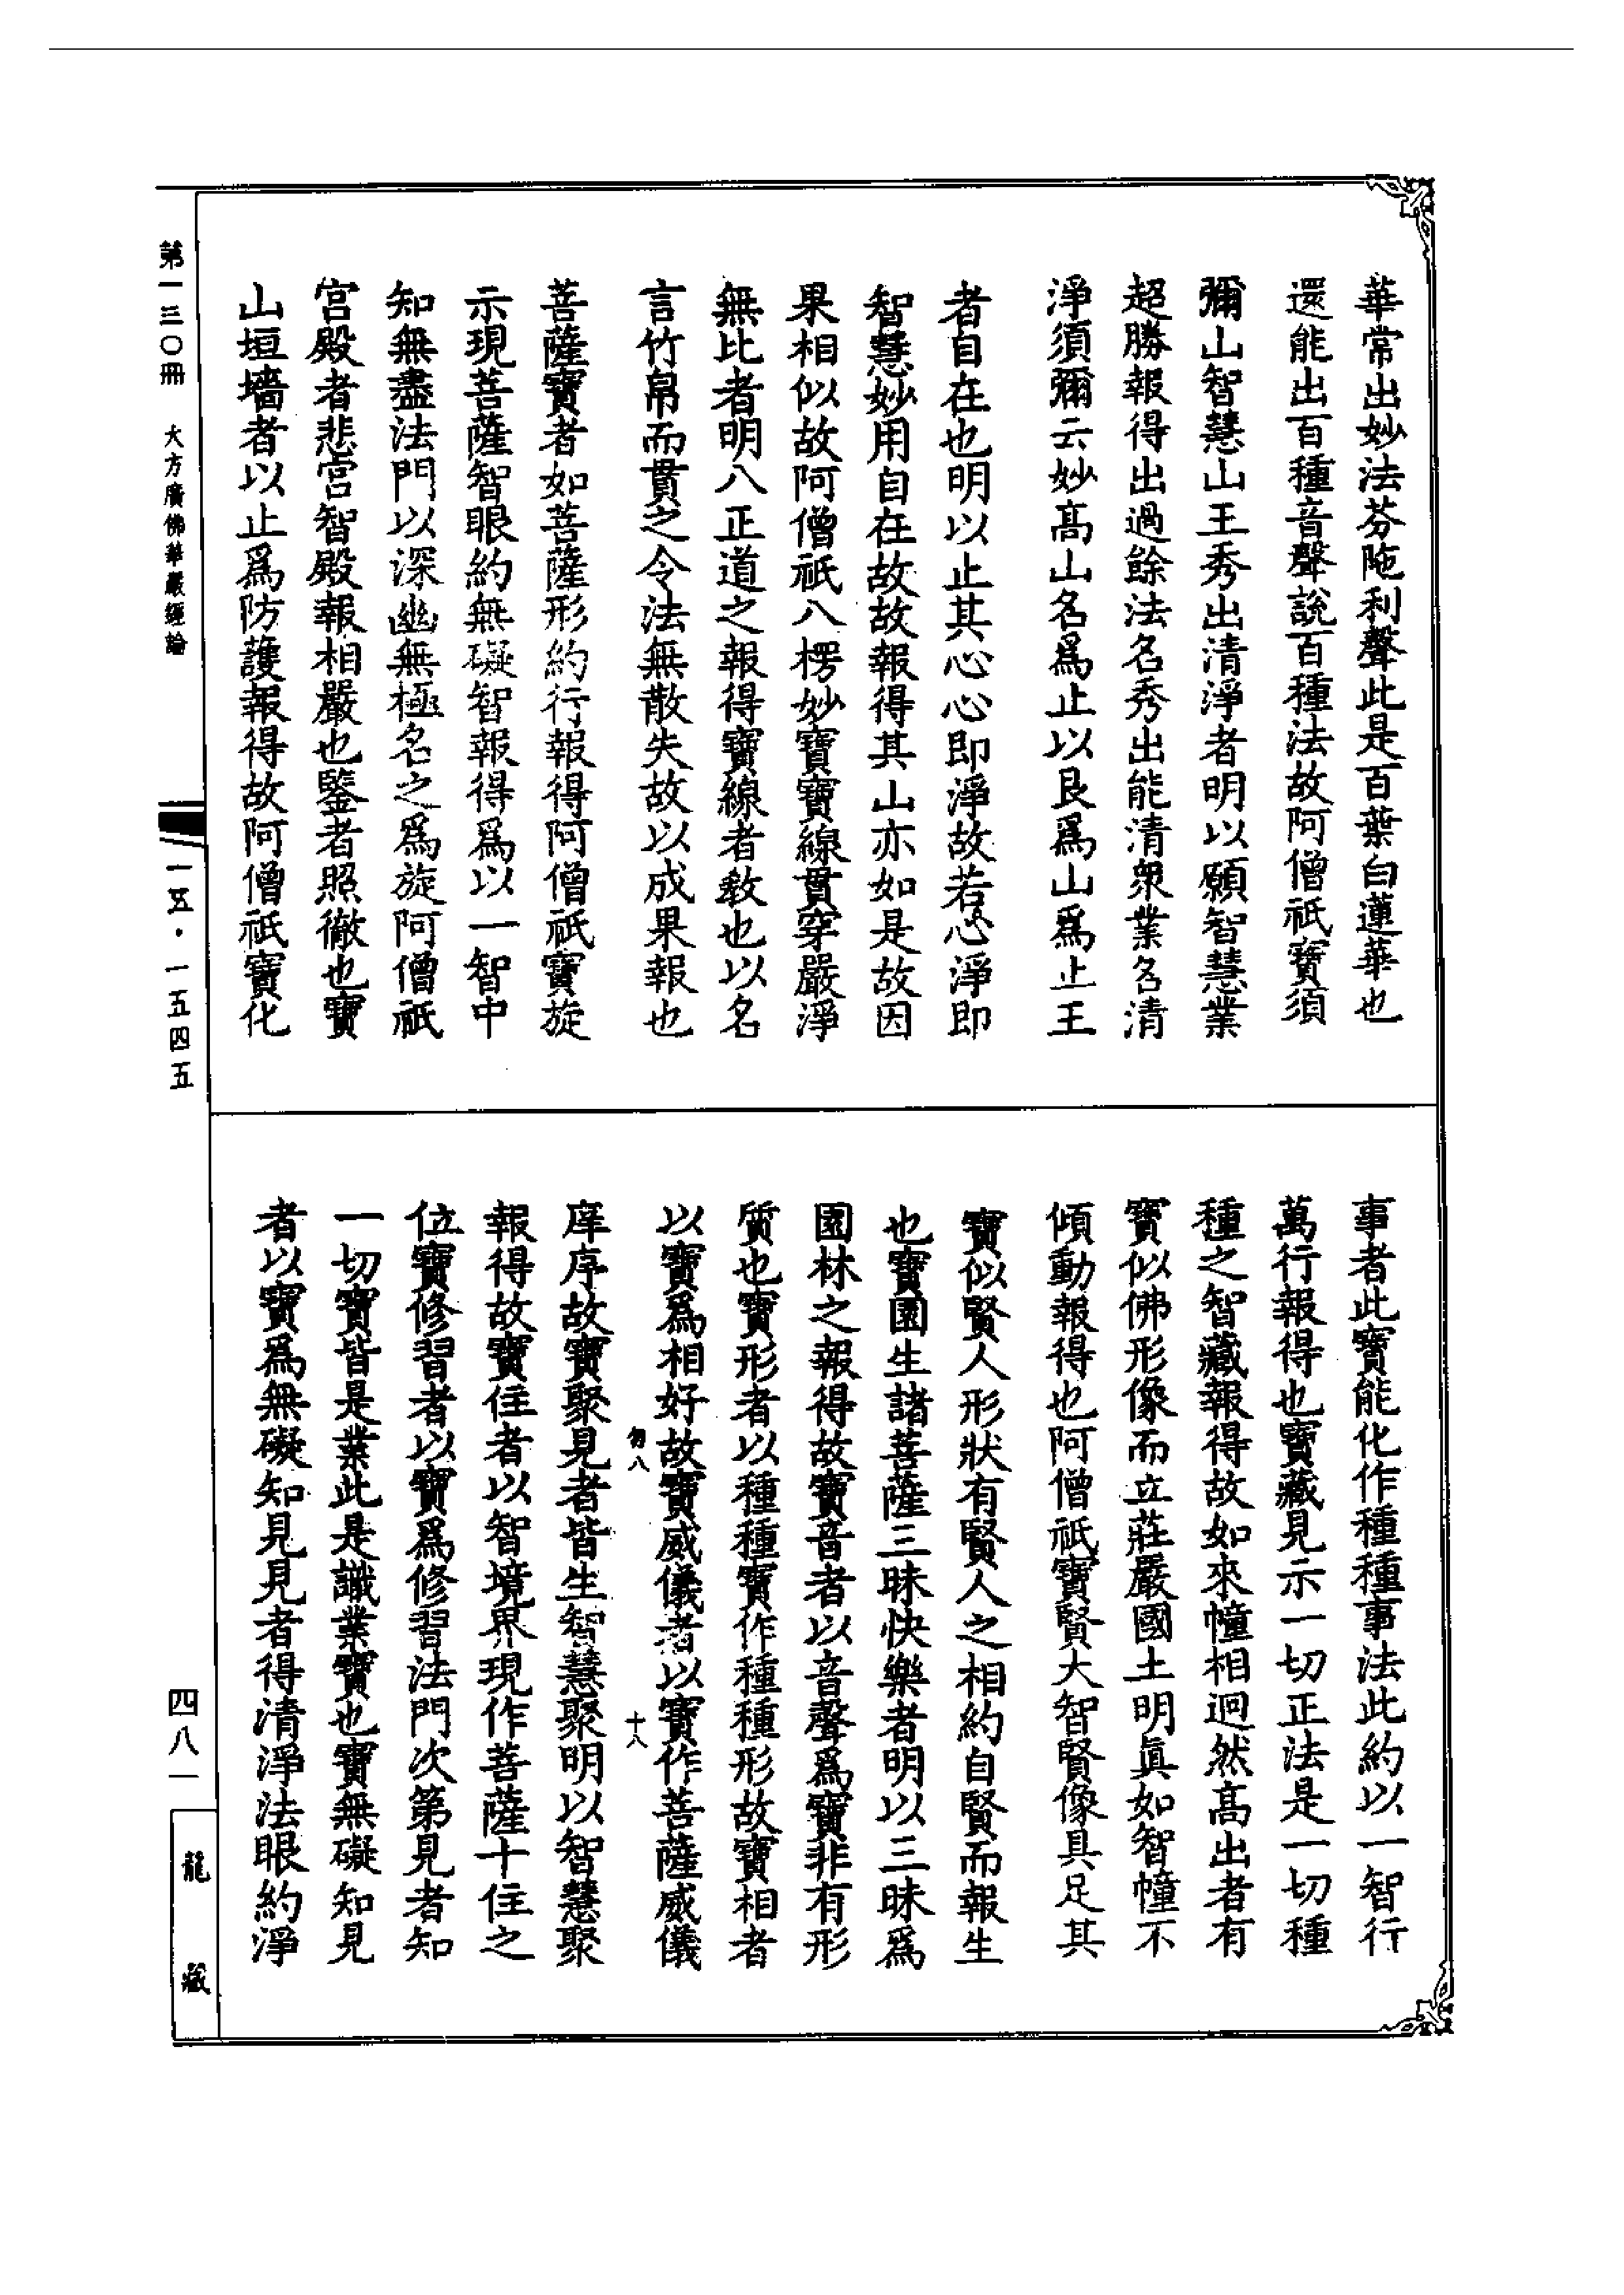 華常出妙法芬陁利聲此是百葉白蓮華也
還能出百種音聲說百種法故阿僧祇寶須
彌山智慧山王秀出清淨者明以願智慧業
超勝報得出過餘法名秀出能清衆業名清
淨須彌云妙髙山名爲止以艮爲山爲止王
者自在也明以止其心心即淨故若心淨即
智慧妙用自在故故報得其山亦如是故因
果相似故阿僧祇八楞妙寶寶線貫穿嚴淨
無比者明八正道之報得寶線者教也以名
言竹帛而貫之令法無散失故以成果報也
菩薩寶者如菩薩形約行報得阿僧祇寶旋
示現菩薩智眼約無礙智報得爲以一智中
知無盡法門以深幽無極名之爲旋阿僧祇
宮殿者悲宮智殿報相嚴也鑒者照徹也寶
山垣墻者以止爲防護報得故阿僧祇寶化
事者此寶能化作種種事法此約以一智行
萬行報得也寶藏見示一切正法是一切種
種之智藏報得故如來幢相迥然髙出者有
寶似佛形像而立莊嚴國土明眞如智幢不
傾動報得也阿僧祇寶賢大智賢像具足其
寶似賢人形狀有賢人之相約自賢而報生
也寶園生諸菩薩三昧快樂者明以三昧爲
園林之報得故寶音者以音聲爲寶非有形
質也寶形者以種種寶作種種形故寶相者
以寶爲相好故寶威儀者以寶作菩薩威儀
勿八 十八
庠序故寶聚見者皆生智慧聚明以智慧聚
報得故寶住者以智境界現作菩薩十住之
位寶修習者以寶爲修習法門次第見者知
一切寶皆是業此是識業寶也寶無礙知見
者以寶爲無礙知見見者得清淨法眼約淨
第一三〇冊 大方廣佛華嚴經論
一五·一五四五
四八一
龍藏